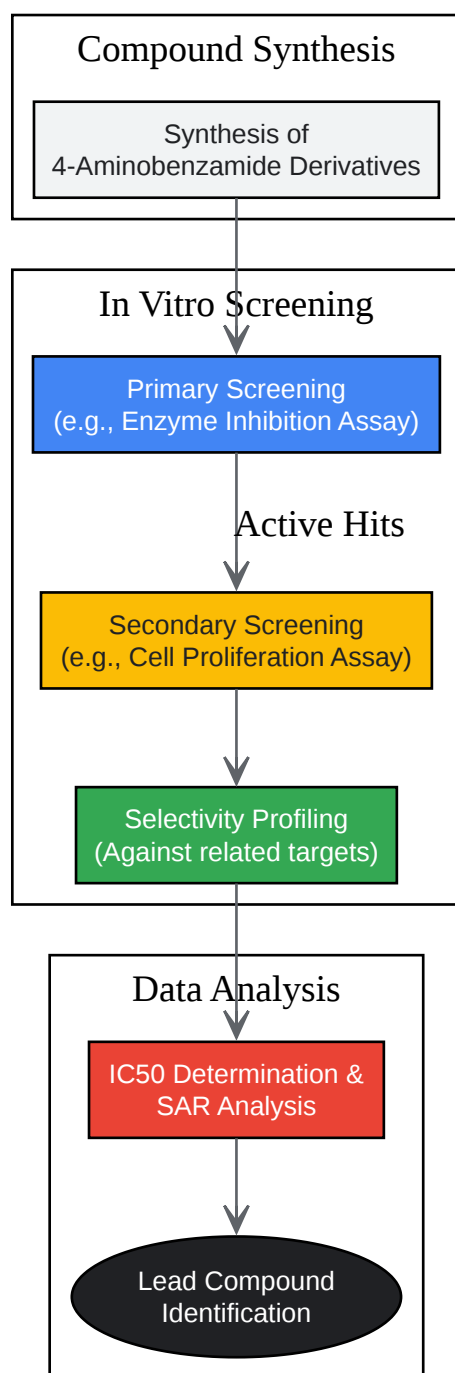 Compound Synthesis
Synthesis of
4-Aminobenzamide Derivatives
In Vitro Screening
Primary Screening
(e.g., Enzyme Inhibition Assay)
Active Hits
Secondary Screening
(e.g., Cell Proliferation Assay)
Selectivity Profiling
(Against related targets)
Data Analysis
IC50 Determination &
SAR Analysis
Lead Compound
Identification